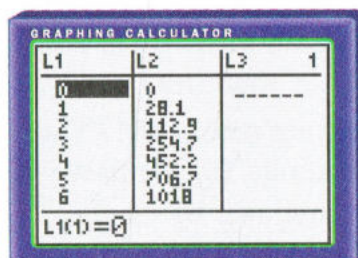 GRAPHING CALCULATOR
L1 L2 L3 1
0 0 ------
1 28.1
2 112.9
3 254.7
4 452.2
5 706.7
6 1018
L1(1)=0